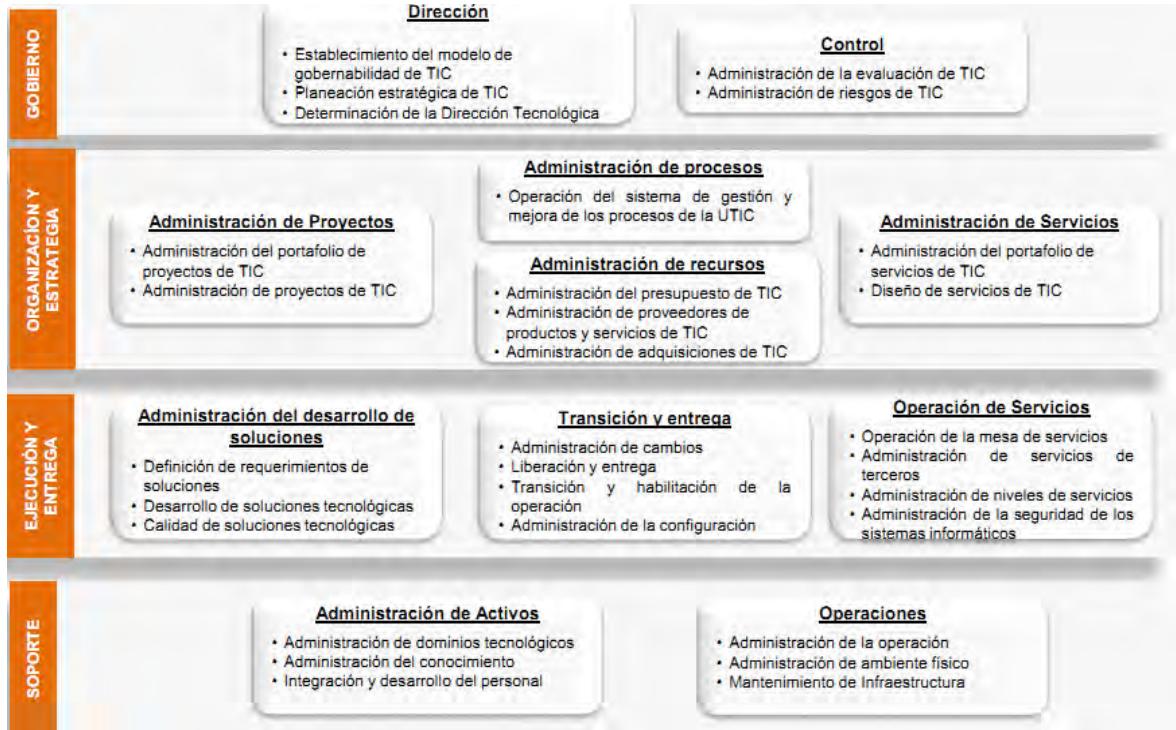 GOBIERNO
Dirección
• Establecimiento del modelo de
gobernabilidad de TIC
• Planeación estratégica de TIC
• Determinación de la Dirección Tecnológica
Control
• Administración de la evaluación de TIC
• Administración de riesgos de TIC
ORGANIZACÍON Y
ESTRATEGIA
Administración de Proyectos
• Administración del portafolio de
proyectos de TIC
• Administración de proyectos de TIC
Administración de procesos
• Operación del sistema de gestión y
mejora de los procesos de la UTIC
Administración de recursos
• Administración del presupuesto de TIC
• Administración de proveedores de
productos y servicios de TIC
• Administración de adquisiciones de TIC
Administración de Servicios
• Administración del portafolio de
servicios de TIC
• Diseño de servicios de TIC
EJECUCIÓN Y
ENTREGA
Administración del desarrollo de
soluciones
• Definición de requerimientos de
soluciones
• Desarrollo de soluciones tecnológicas
• Calidad de soluciones tecnológicas
Transición y entrega
• Administración de cambios
• Liberación y entrega
• Transición y habilitación de la
operación
• Administración de la configuración
Operación de Servicios
• Operación de la mesa de servicios
• Administración de servicios de
terceros
• Administración de niveles de servicios
• Administración de la seguridad de los
sistemas informáticos
SOPORTE
Administración de Activos
• Administración de dominios tecnológicos
• Administración del conocimiento
• Integración y desarrollo del personal
Operaciones
• Administración de la operación
• Administración de ambiente físico
• Mantenimiento de Infraestructura